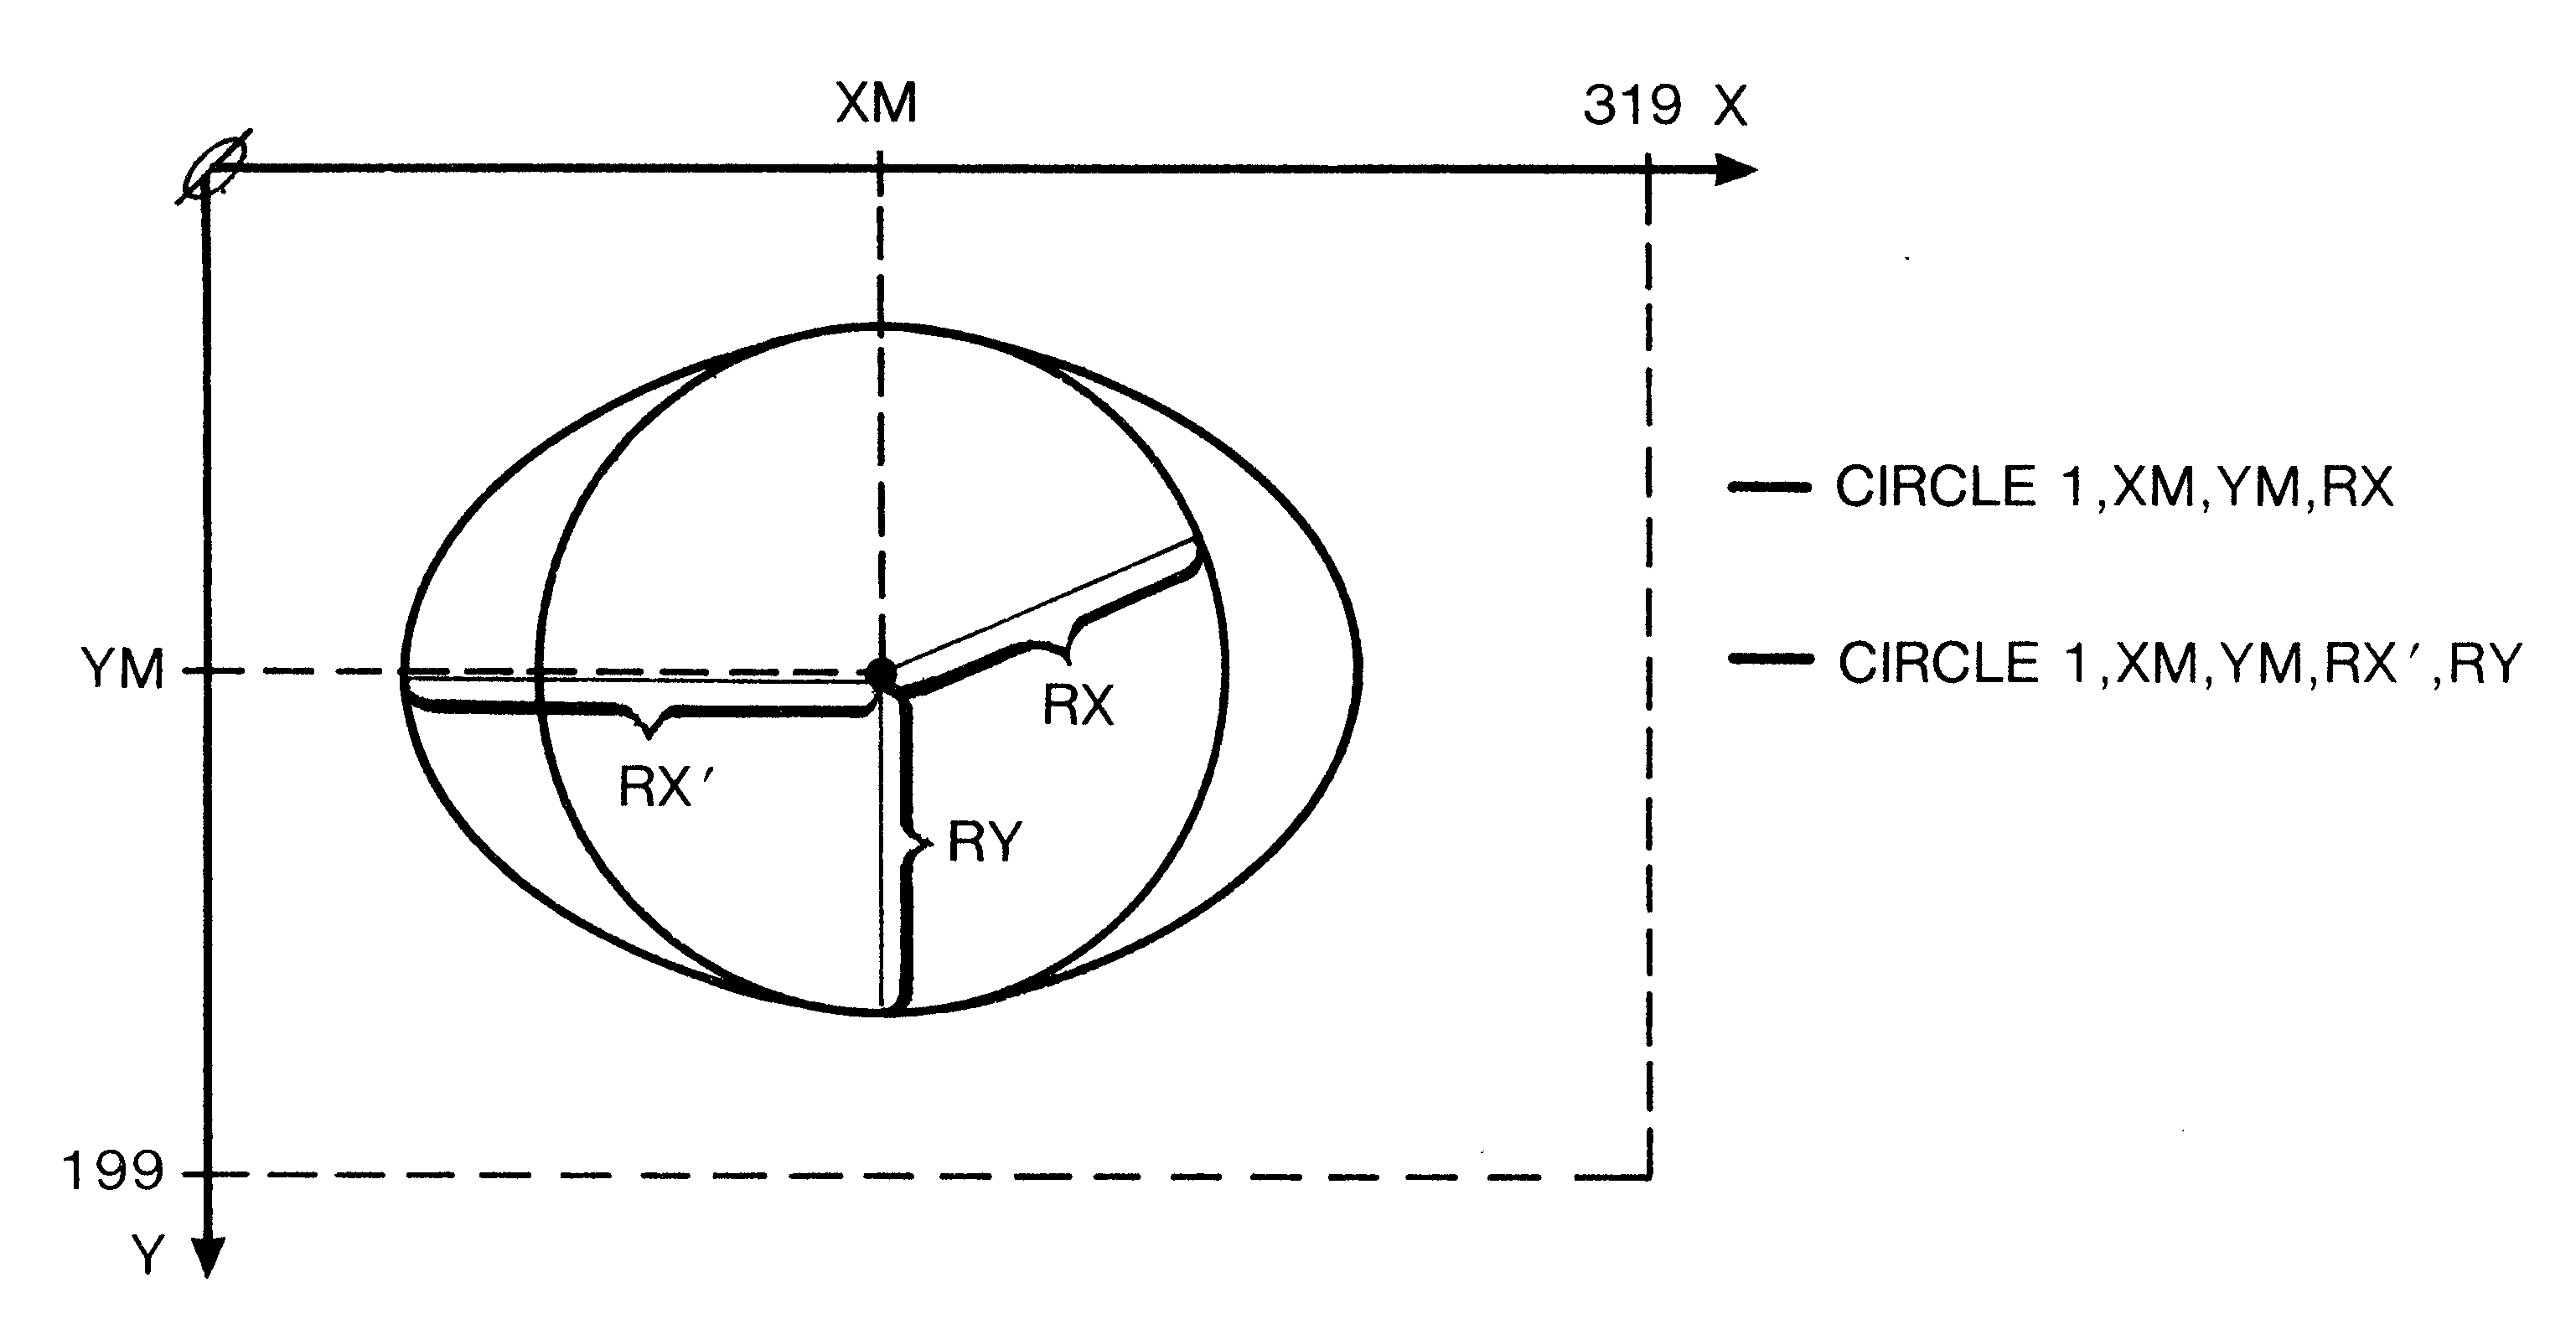 XM
319 X
CIRCLE 1,XM,YM,RX
YM
CIRCLE 1,XM,YM,RX′,RY
RX
RX′
RY
199
Y